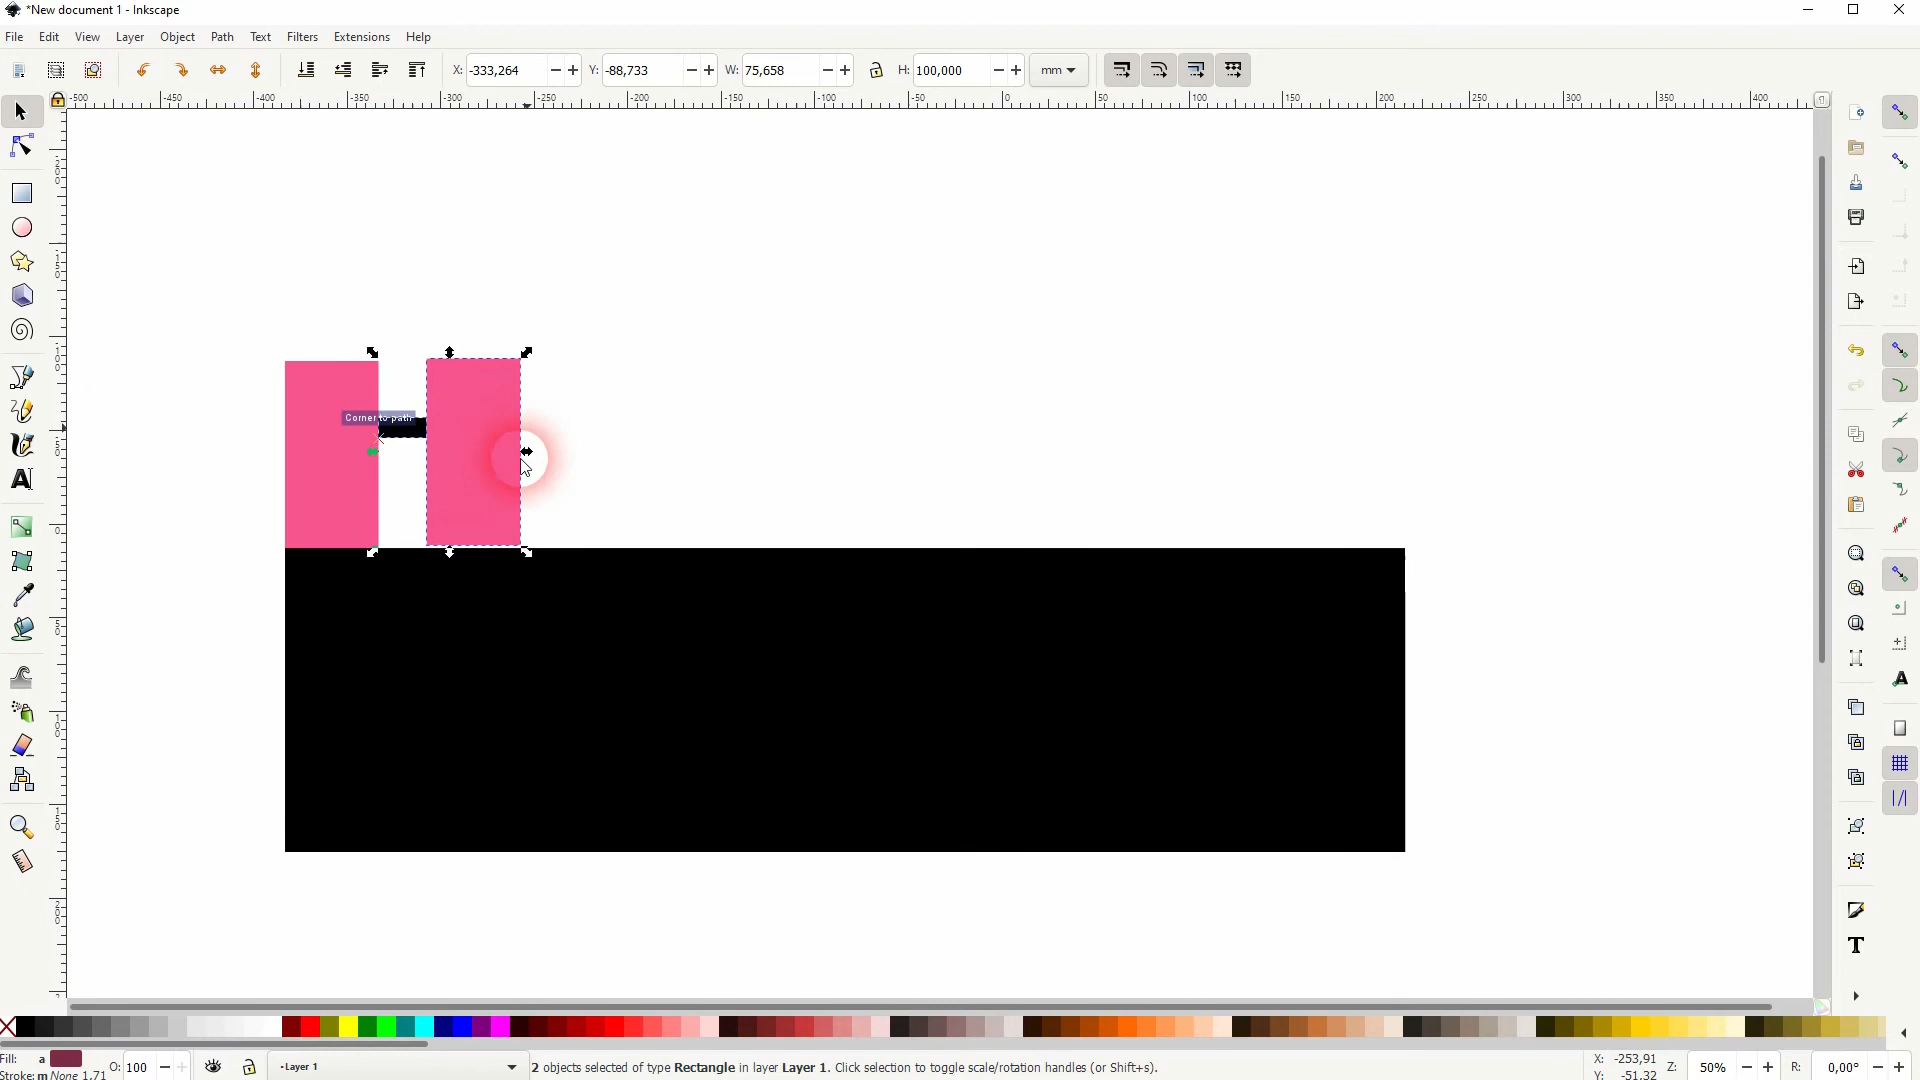 *New document 1 - Inkscape
File Edit View Layer Object Path Text Filters Extensions Help
X: -333,264 Y: -88,733 W: 75,658 H: 100,000 mm
-500 -450 -400 -350 -300 -250 -200 -150 -100 -50 0 50 100 150 200 250 300 350 400
Corner to path
Fill: a O: 100 -Layer 1 2 objects selected of type Rectangle in layer Layer 1. Click selection to toggle scale/rotation handles (or Shift+s). X: -253,91 Z: 50% R: 0,00°
Stroke: m None 1,71 Y: -51,32